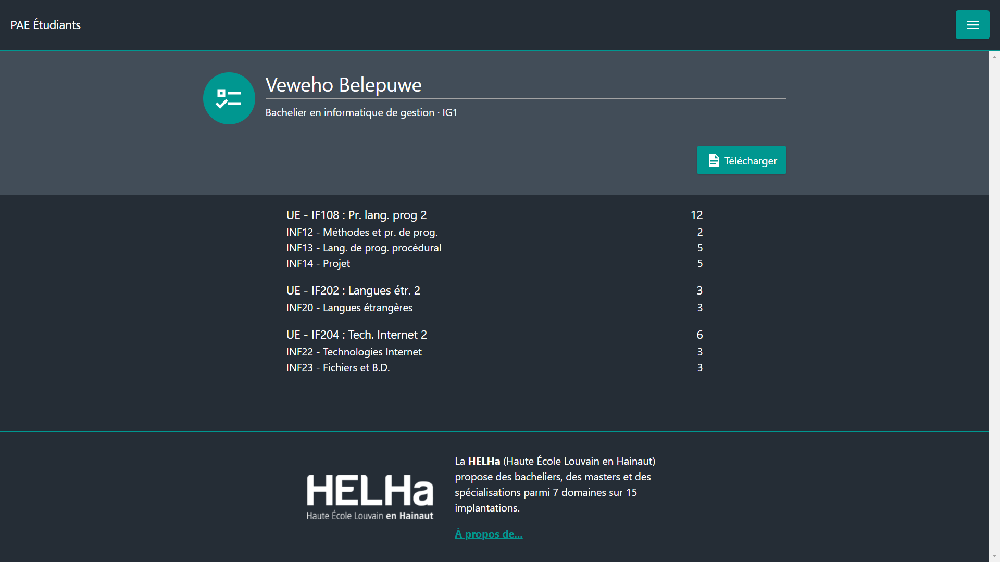 PAE Étudiants
Veweho Belepuwe
Bachelier en informatique de gestion · IG1
Télécharger
UE - IF108 : Pr. lang. prog 2 12
INF12 - Méthodes et pr. de prog. 2
INF13 - Lang. de prog. procédural 5
INF14 - Projet 5
UE - IF202 : Langues étr. 2 3
INF20 - Langues étrangères 3
UE - IF204 : Tech. Internet 2 6
INF22 - Technologies Internet 3
INF23 - Fichiers et B.D. 3
HELHa
Haute École Louvain en Hainaut
La HELHa (Haute École Louvain en Hainaut)
propose des bacheliers, des masters et des
spécialisations parmi 7 domaines sur 15
implantations.
À propos de...